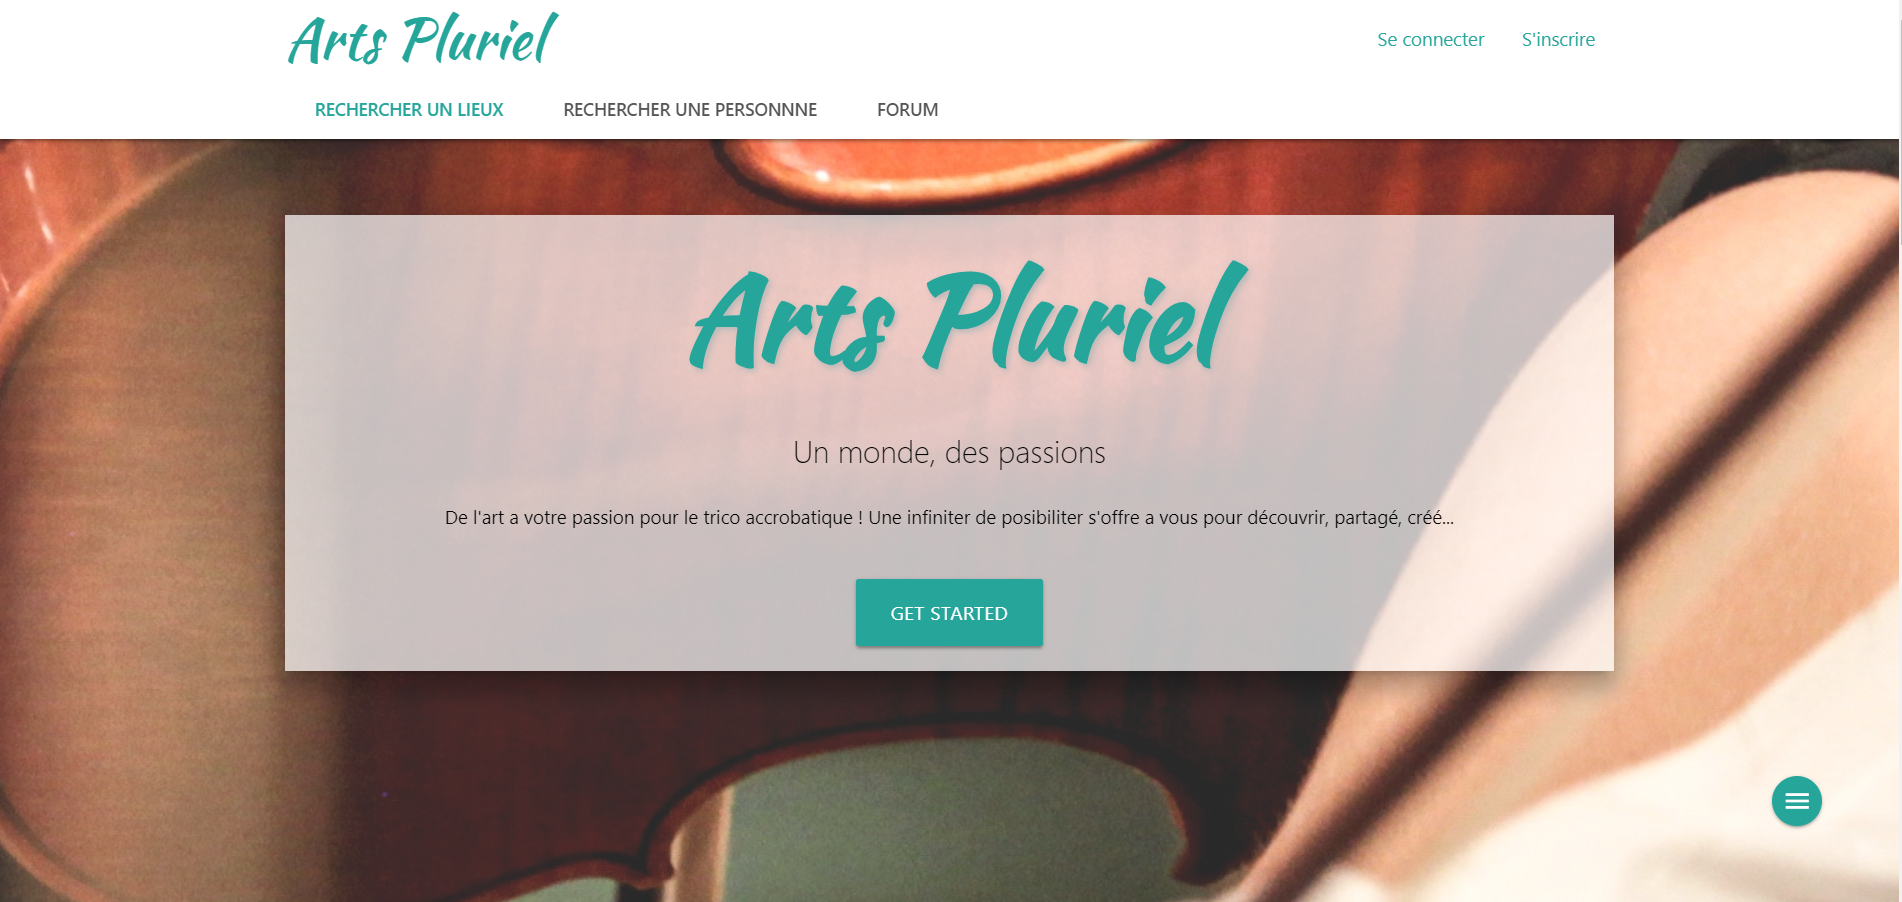 Arts Pluriel
Se connecter S'inscrire
RECHERCHER UN LIEUX RECHERCHER UNE PERSONNNE FORUM
Arts Pluriel
Un monde, des passions
De l'art a votre passion pour le trico accrobatique ! Une infiniter de posibiliter s'offre a vous pour découvrir, partagé, créé...
GET STARTED